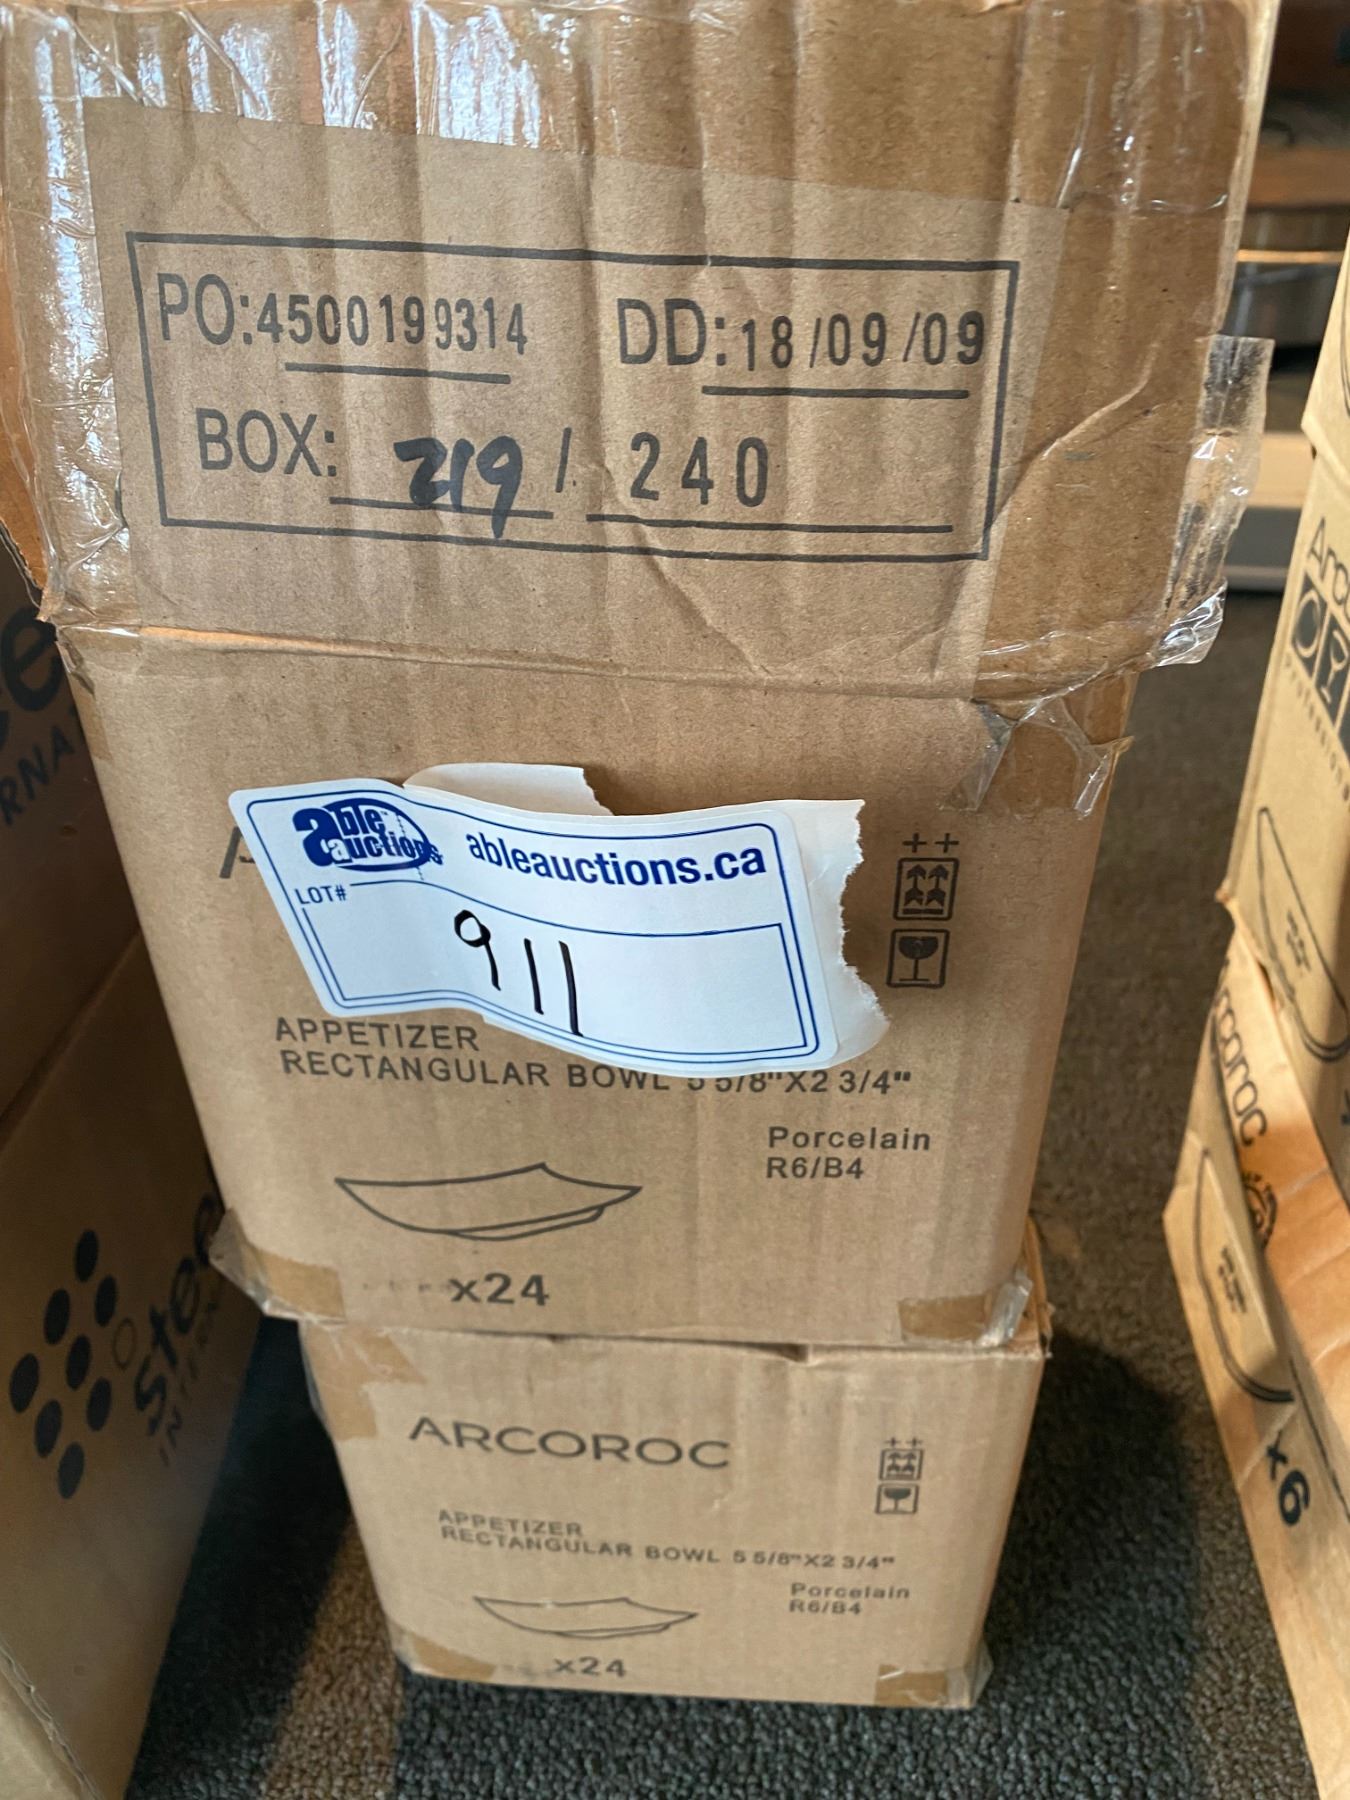 PO:4500199314 DD:18/09/09
BOX: 219 / 240
able auctions ableauctions.ca
LOT#
911
APPETIZER
RECTANGULAR BOWL 5 5/8"X2 3/4"
Porcelain
R6/B4
x24
ARCOROC
APPETIZER
RECTANGULAR BOWL 5 5/8"X2 3/4"
Porcelain
R6/B4
x24
x6